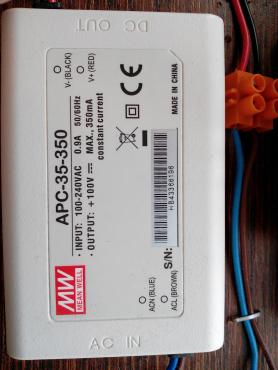 DC OUT
V- (BLACK)
V+ (RED)
APC-35-350
· INPUT: 100-240VAC 0.9A 50/60Hz
· OUTPUT: +100V MAX., 350mA
constant current
CE
MADE IN CHINA
MW
MEAN WELL
S/N:
HB43366196
ACN (BLUE)
ACL (BROWN)
AC IN